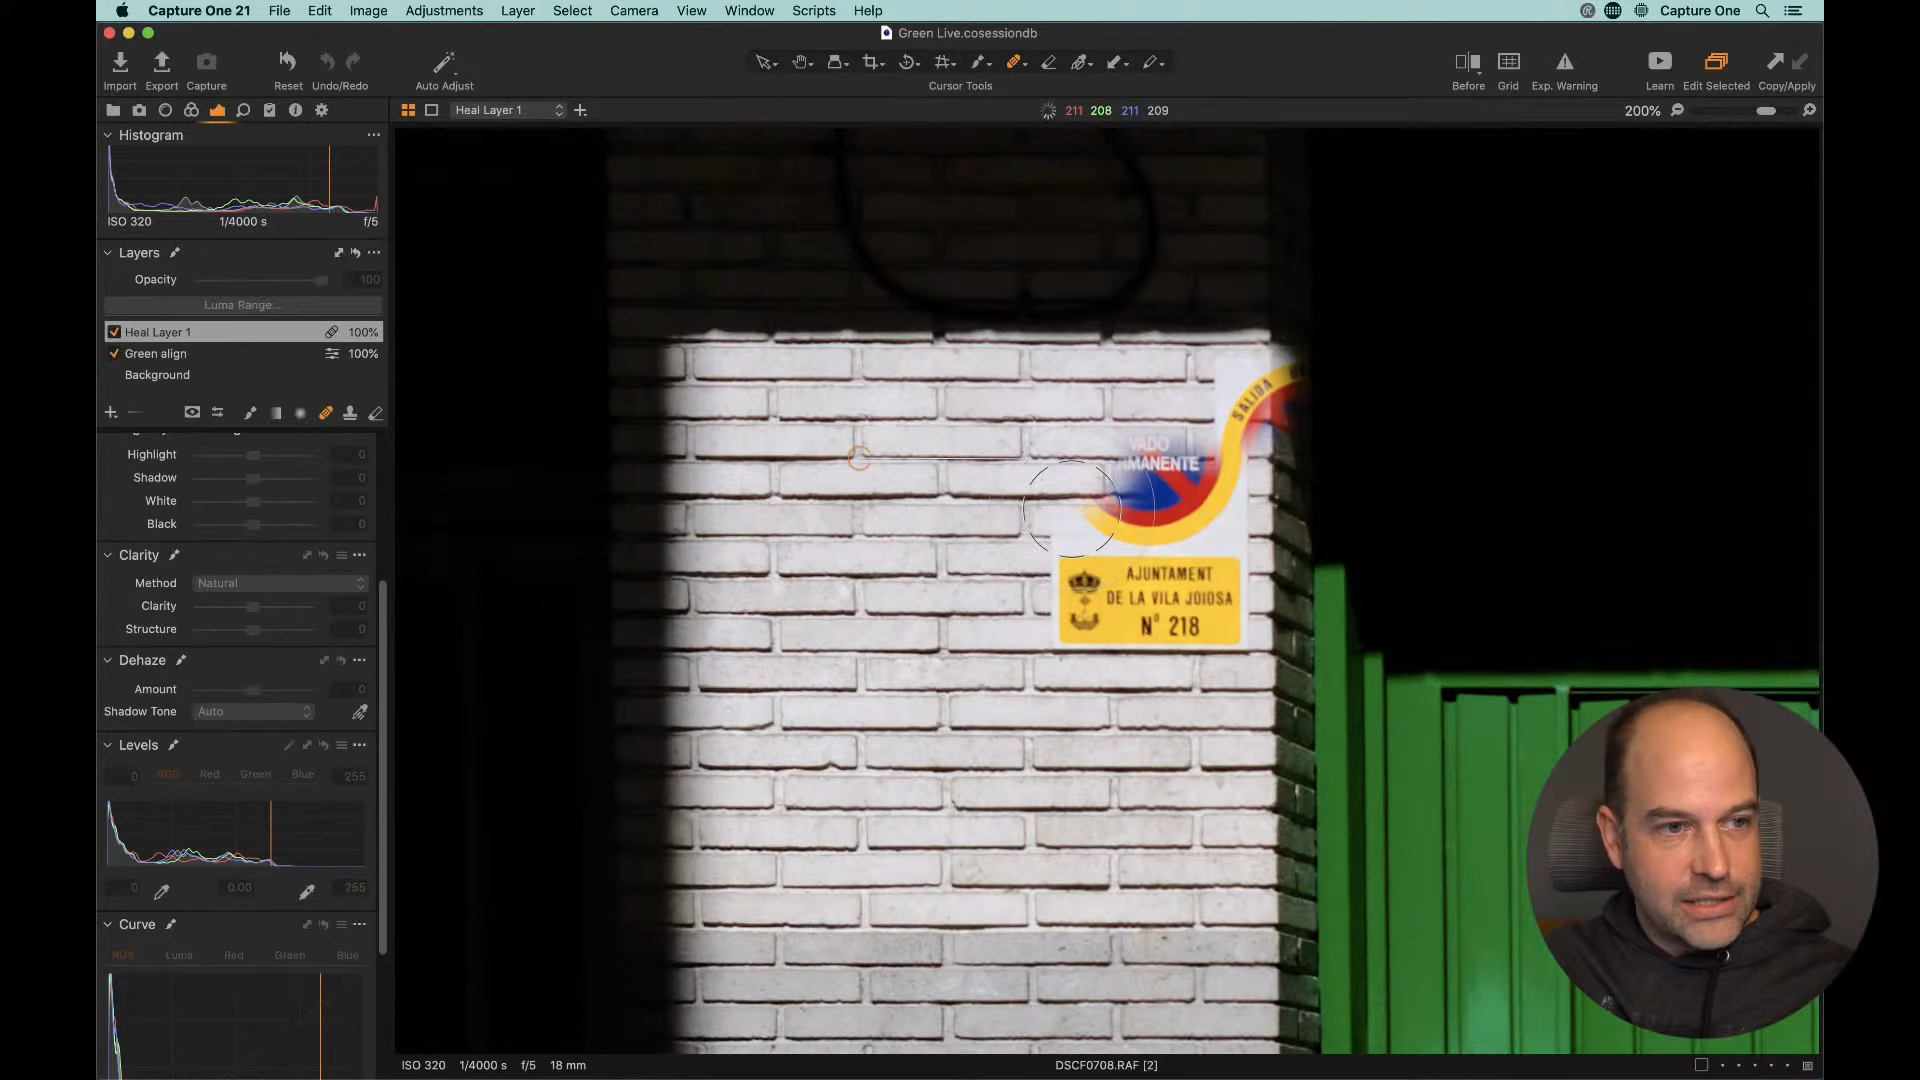 Capture One 21 File Edit Image Adjustments Layer Select Camera View Window Scripts Help Capture One
Green Live.cosessiondb
Import Export Capture Reset Undo/Redo Auto Adjust Cursor Tools Before Grid Exp. Warning Learn Edit Selected Copy/Apply
Heal Layer 1 211 208 211 209 200%
Histogram
ISO 320 1/4000 s f/5
Layers
Opacity 100
Luma Range...
Heal Layer 1 100%
Green align 100%
Background
Highlight 0
Shadow 0
White 0
Black 0
Clarity
Method Natural
Clarity 0
Structure 0
Dehaze
Amount 0
Shadow Tone Auto
Levels
0 RGB Red Green Blue 255
0 0.00 255
Curve
RGB Luma Red Green Blue
SALIDA
VADO
MANENTE
AJUNTAMENT
DE LA VILA JOIOSA
Nº 218
ISO 320 1/4000 s f/5 18 mm DSCF0708.RAF [2]